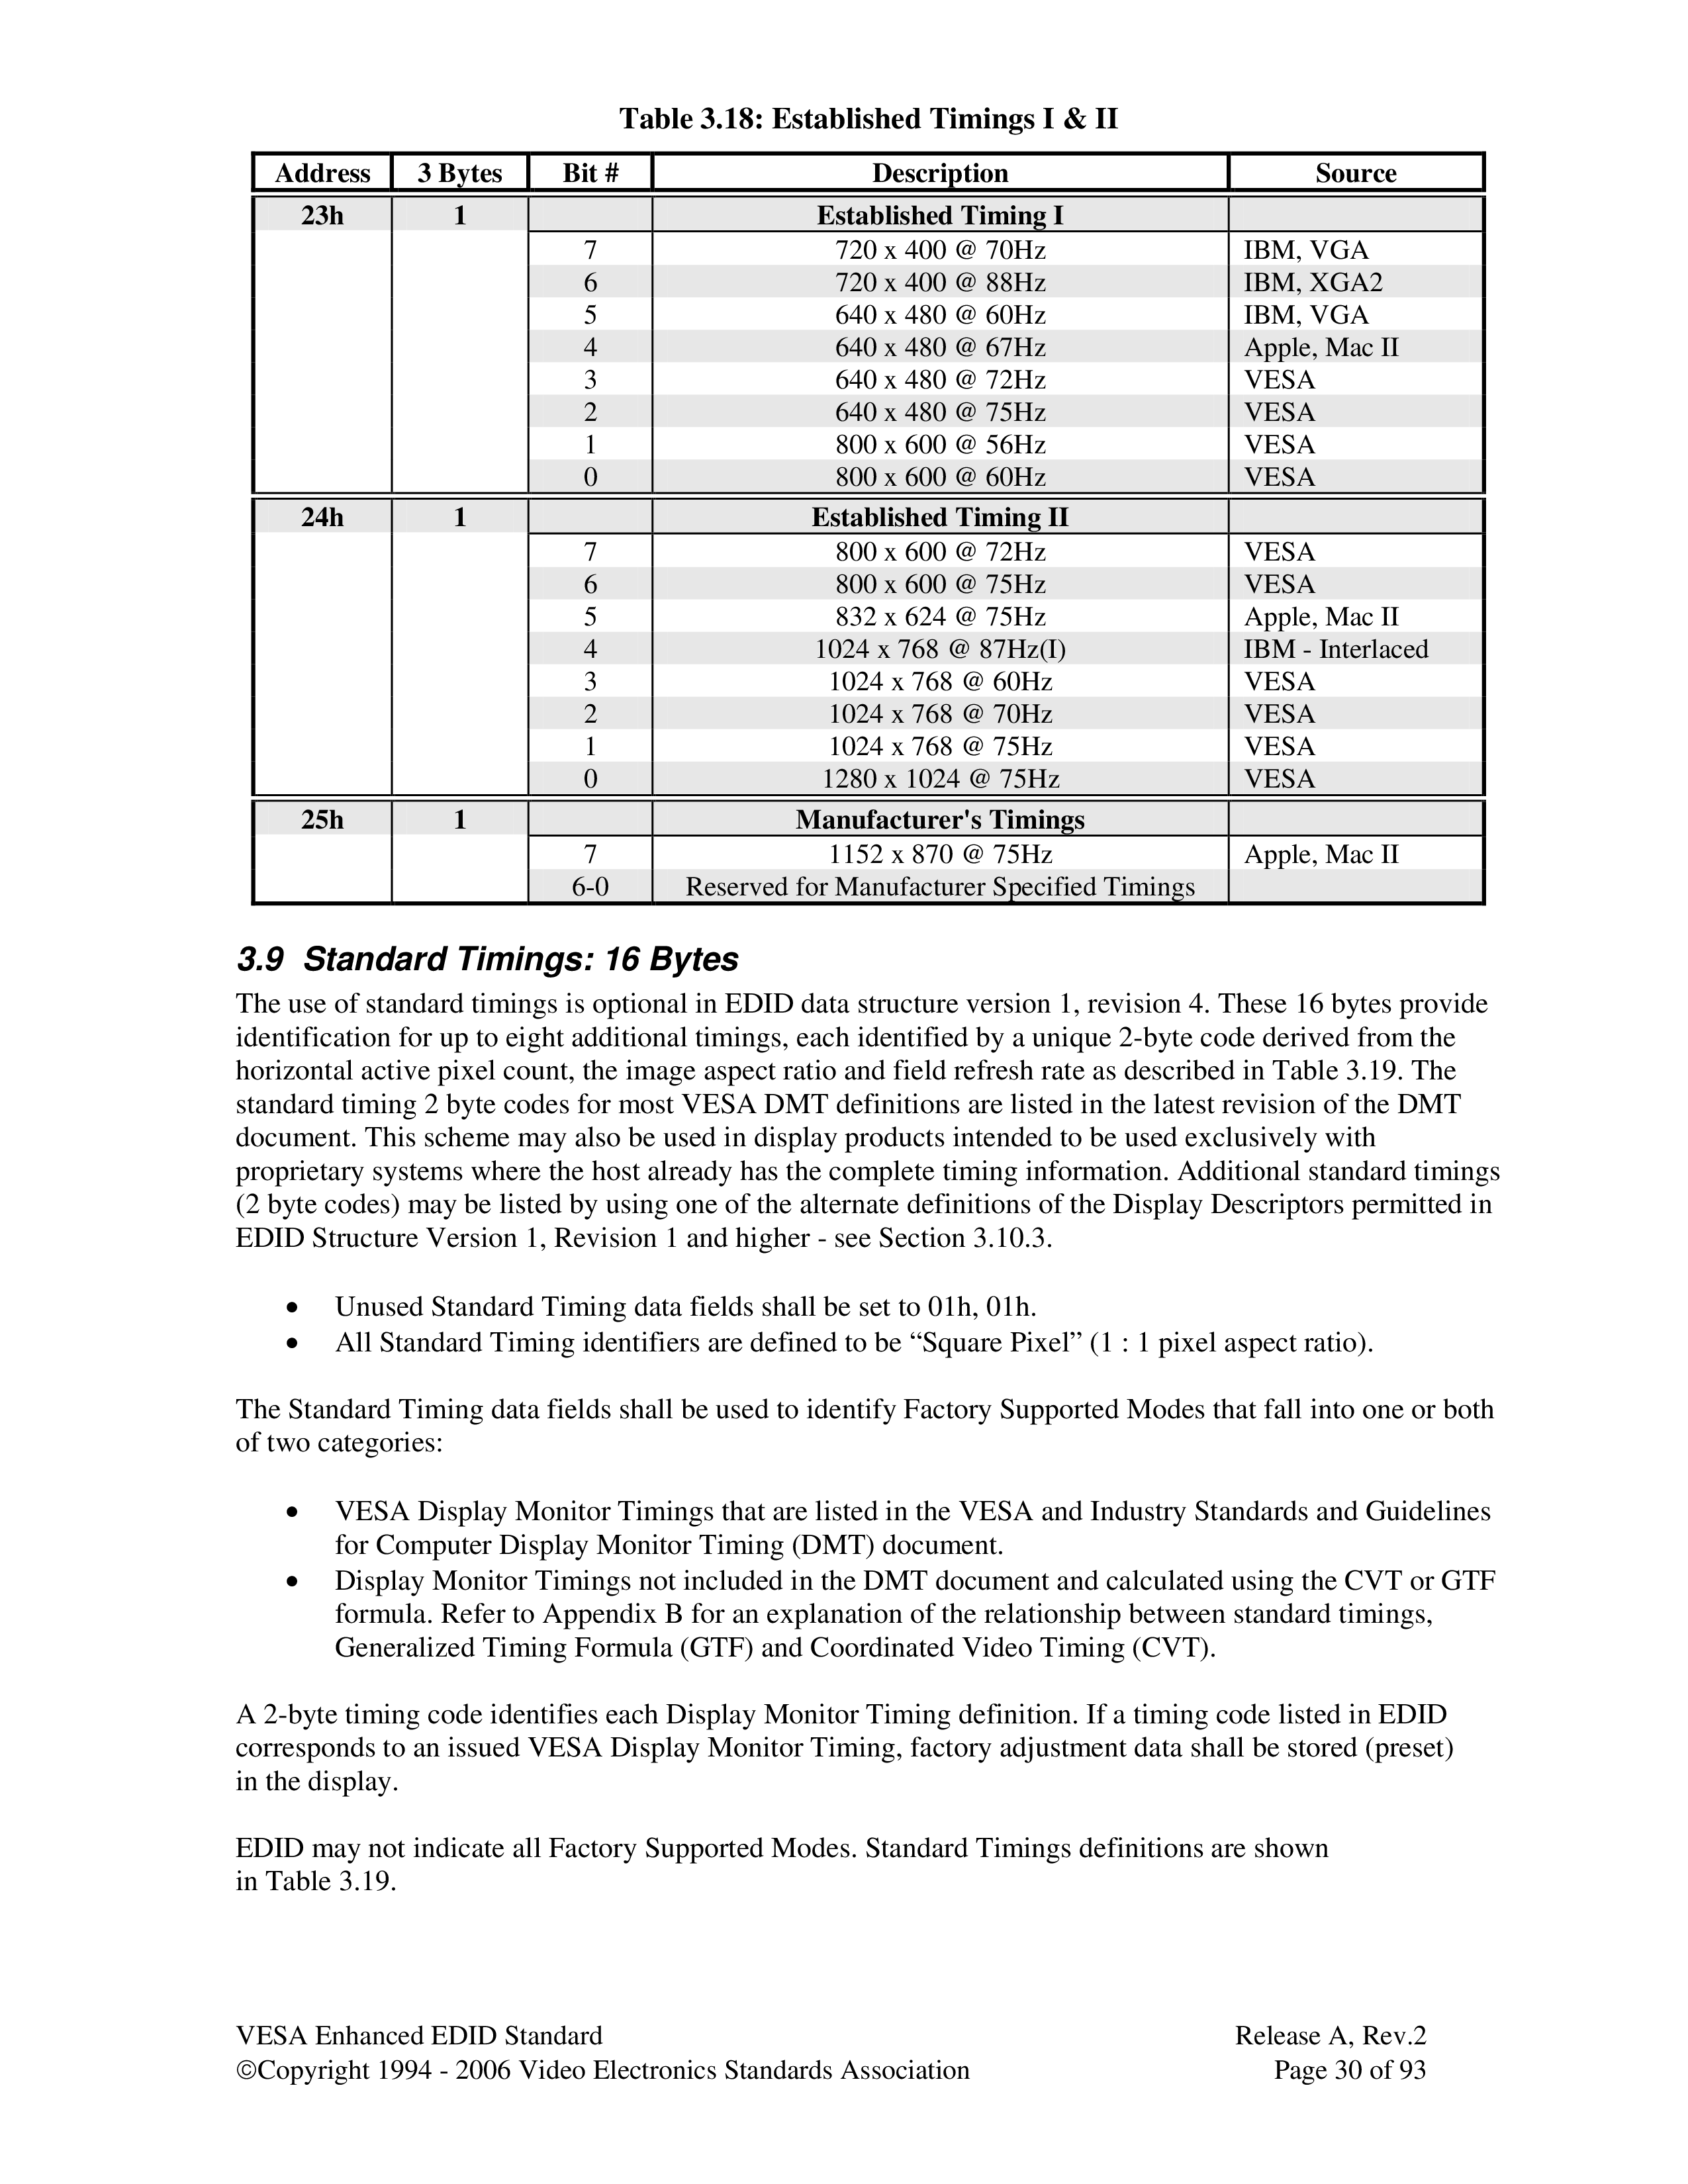 Table 3.18: Established Timings I & II
Address 3 Bytes Bit # Description Source
23h 1 Established Timing I
7 720 x 400 @ 70Hz IBM, VGA
6 720 x 400 @ 88Hz IBM, XGA2
5 640 x 480 @ 60Hz IBM, VGA
4 640 x 480 @ 67Hz Apple, Mac II
3 640 x 480 @ 72Hz VESA
2 640 x 480 @ 75Hz VESA
1 800 x 600 @ 56Hz VESA
0 800 x 600 @ 60Hz VESA
24h 1 Established Timing II
7 800 x 600 @ 72Hz VESA
6 800 x 600 @ 75Hz VESA
5 832 x 624 @ 75Hz Apple, Mac II
4 1024 x 768 @ 87Hz(I) IBM - Interlaced
3 1024 x 768 @ 60Hz VESA
2 1024 x 768 @ 70Hz VESA
1 1024 x 768 @ 75Hz VESA
0 1280 x 1024 @ 75Hz VESA
25h 1 Manufacturer's Timings
7 1152 x 870 @ 75Hz Apple, Mac II
6-0 Reserved for Manufacturer Specified Timings
3.9 Standard Timings: 16 Bytes
The use of standard timings is optional in EDID data structure version 1, revision 4. These 16 bytes provide
identification for up to eight additional timings, each identified by a unique 2-byte code derived from the
horizontal active pixel count, the image aspect ratio and field refresh rate as described in Table 3.19. The
standard timing 2 byte codes for most VESA DMT definitions are listed in the latest revision of the DMT
document. This scheme may also be used in display products intended to be used exclusively with
proprietary systems where the host already has the complete timing information. Additional standard timings
(2 byte codes) may be listed by using one of the alternate definitions of the Display Descriptors permitted in
EDID Structure Version 1, Revision 1 and higher - see Section 3.10.3.
• Unused Standard Timing data fields shall be set to 01h, 01h.
• All Standard Timing identifiers are defined to be “Square Pixel” (1 : 1 pixel aspect ratio).
The Standard Timing data fields shall be used to identify Factory Supported Modes that fall into one or both
of two categories:
• VESA Display Monitor Timings that are listed in the VESA and Industry Standards and Guidelines
for Computer Display Monitor Timing (DMT) document.
• Display Monitor Timings not included in the DMT document and calculated using the CVT or GTF
formula. Refer to Appendix B for an explanation of the relationship between standard timings,
Generalized Timing Formula (GTF) and Coordinated Video Timing (CVT).
A 2-byte timing code identifies each Display Monitor Timing definition. If a timing code listed in EDID
corresponds to an issued VESA Display Monitor Timing, factory adjustment data shall be stored (preset)
in the display.
EDID may not indicate all Factory Supported Modes. Standard Timings definitions are shown
in Table 3.19.
VESA Enhanced EDID Standard Release A, Rev.2
©Copyright 1994 - 2006 Video Electronics Standards Association Page 30 of 93